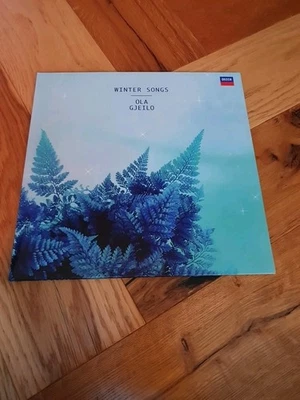 WINTER SONGS
OLA
GJEILO
DECCA